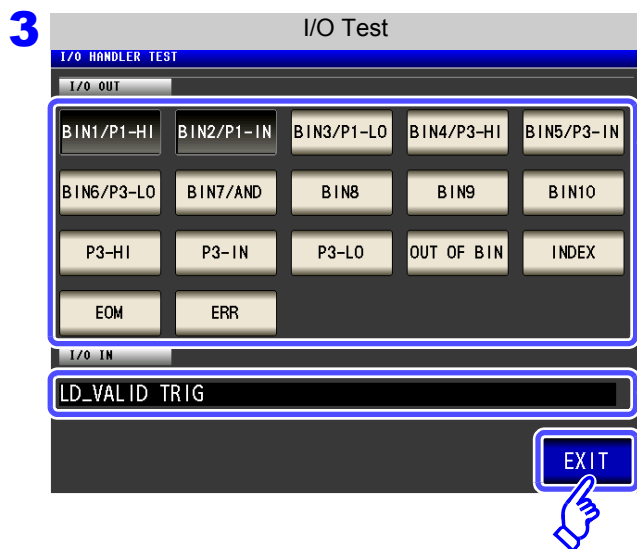 3
I/O Test
I/O HANDLER TEST
I/O OUT
BIN1/P1-HI BIN2/P1-IN BIN3/P1-LO BIN4/P3-HI BIN5/P3-IN
BIN6/P3-LO BIN7/AND BIN8 BIN9 BIN10
P3-HI P3-IN P3-LO OUT OF BIN INDEX
EOM ERR
I/O IN
LD_VALID TRIG
EXIT